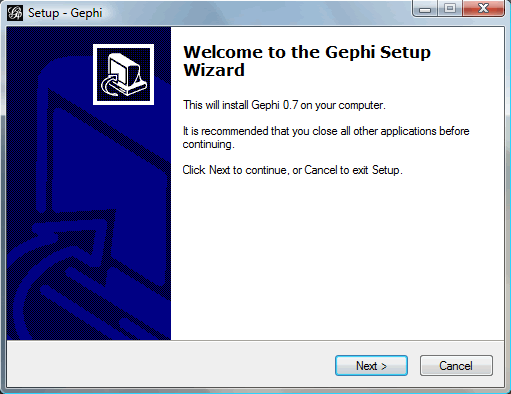 Setup - Gephi
Welcome to the Gephi Setup
Wizard
This will install Gephi 0.7 on your computer.
It is recommended that you close all other applications before
continuing.
Click Next to continue, or Cancel to exit Setup.
Next >
Cancel